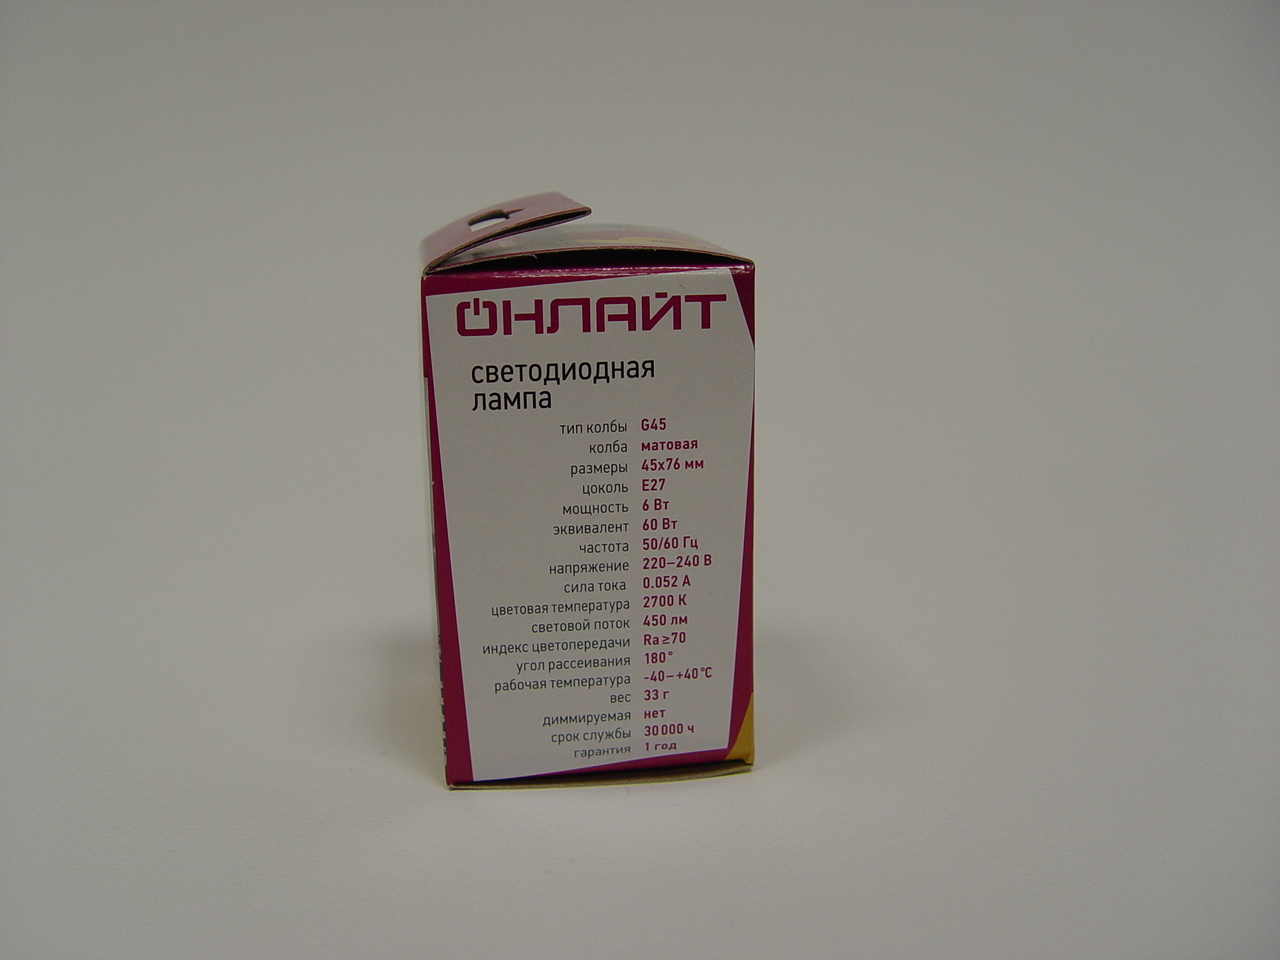 ОНЛАЙТ
светодиодная
лампа
тип колбы G45
колба матовая
размеры 45x76 мм
цоколь E27
мощность 6 Вт
эквивалент 60 Вт
частота 50/60 Гц
напряжение 220–240 В
сила тока 0.052 А
цветовая температура 2700 К
световой поток 450 лм
индекс цветопередачи Ra≥70
угол рассеивания 180°
рабочая температура -40–+40°C
вес 33 г
диммируемая нет
срок службы 30 000 ч
гарантия 1 год